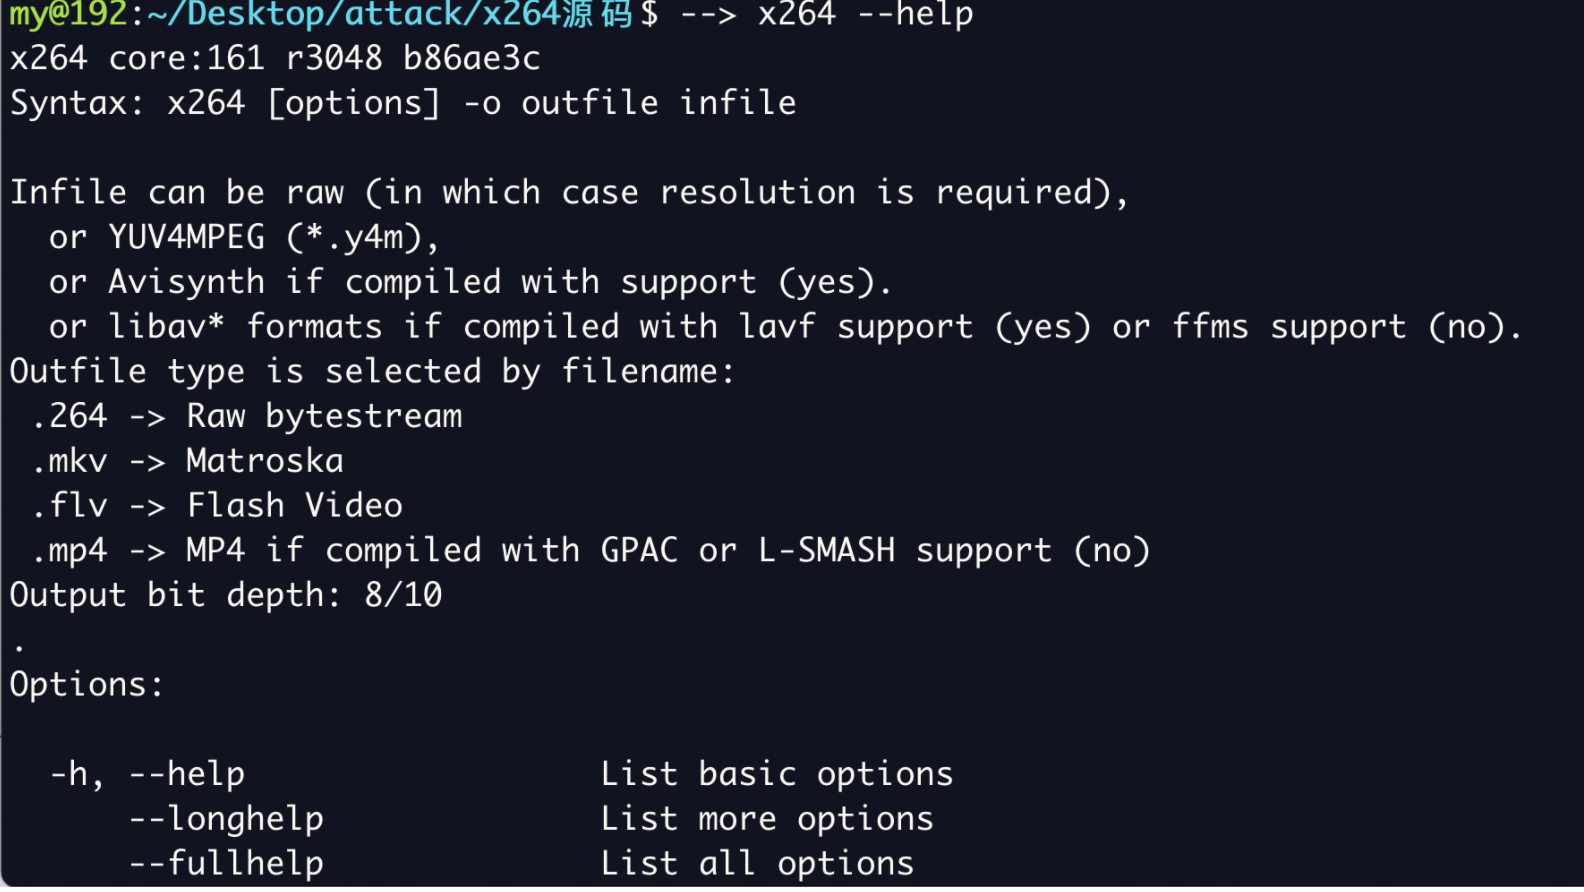 my@192:~/Desktop/attack/x264源码$ --> x264 --help
x264 core:161 r3048 b86ae3c
Syntax: x264 [options] -o outfile infile

Infile can be raw (in which case resolution is required),
  or YUV4MPEG (*.y4m),
  or Avisynth if compiled with support (yes).
  or libav* formats if compiled with lavf support (yes) or ffms support (no).
Outfile type is selected by filename:
 .264 -> Raw bytestream
 .mkv -> Matroska
 .flv -> Flash Video
 .mp4 -> MP4 if compiled with GPAC or L-SMASH support (no)
Output bit depth: 8/10
.
Options:

  -h, --help                  List basic options
      --longhelp              List more options
      --fullhelp              List all options